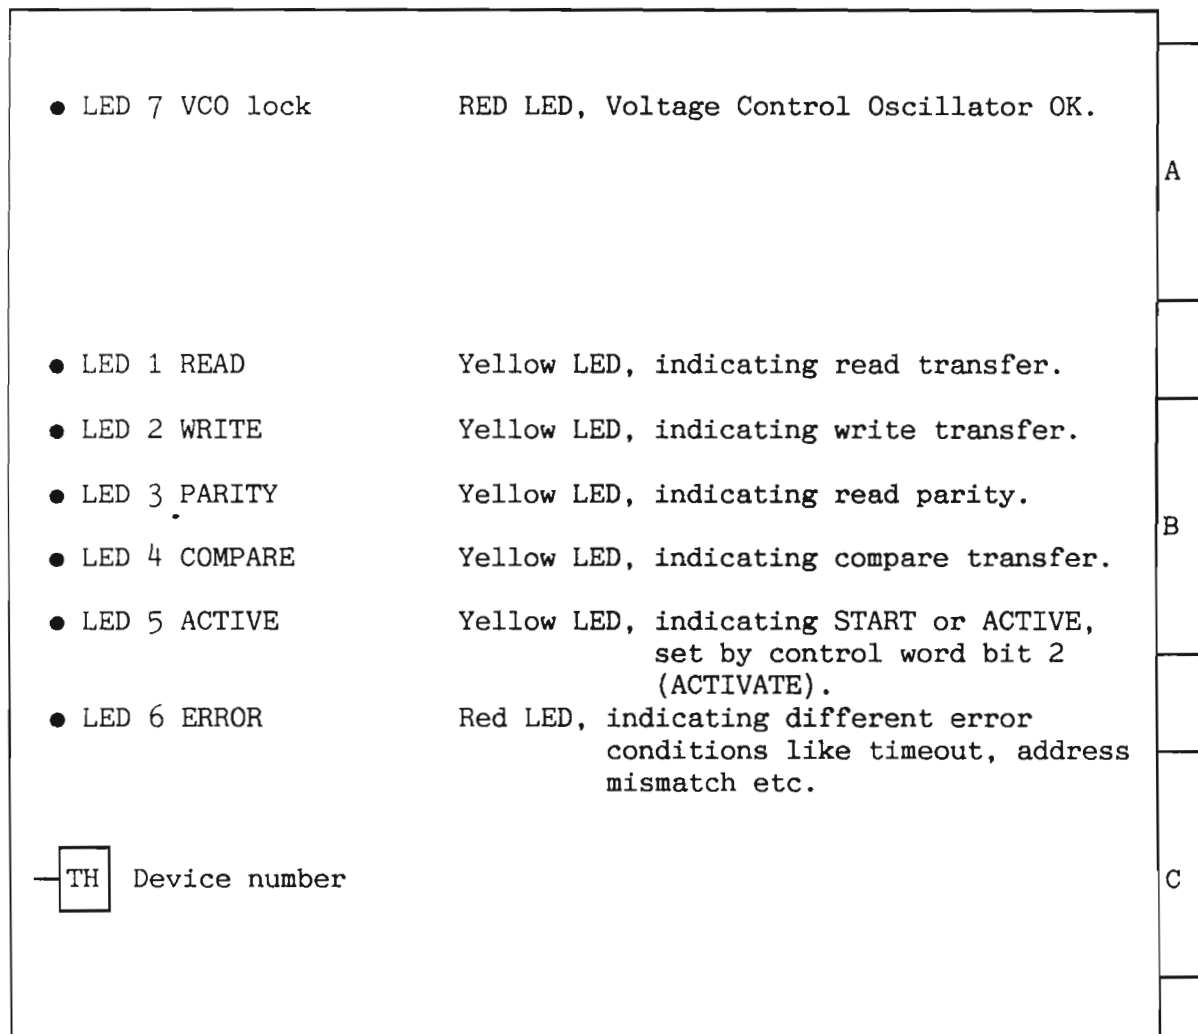 ● LED 7 VCO lock RED LED, Voltage Control Oscillator OK.
A
● LED 1 READ Yellow LED, indicating read transfer.
● LED 2 WRITE Yellow LED, indicating write transfer.
● LED 3 PARITY Yellow LED, indicating read parity.
B
● LED 4 COMPARE Yellow LED, indicating compare transfer.
● LED 5 ACTIVE Yellow LED, indicating START or ACTIVE,
set by control word bit 2
(ACTIVATE).
● LED 6 ERROR Red LED, indicating different error
conditions like timeout, address
mismatch etc.
TH Device number
C